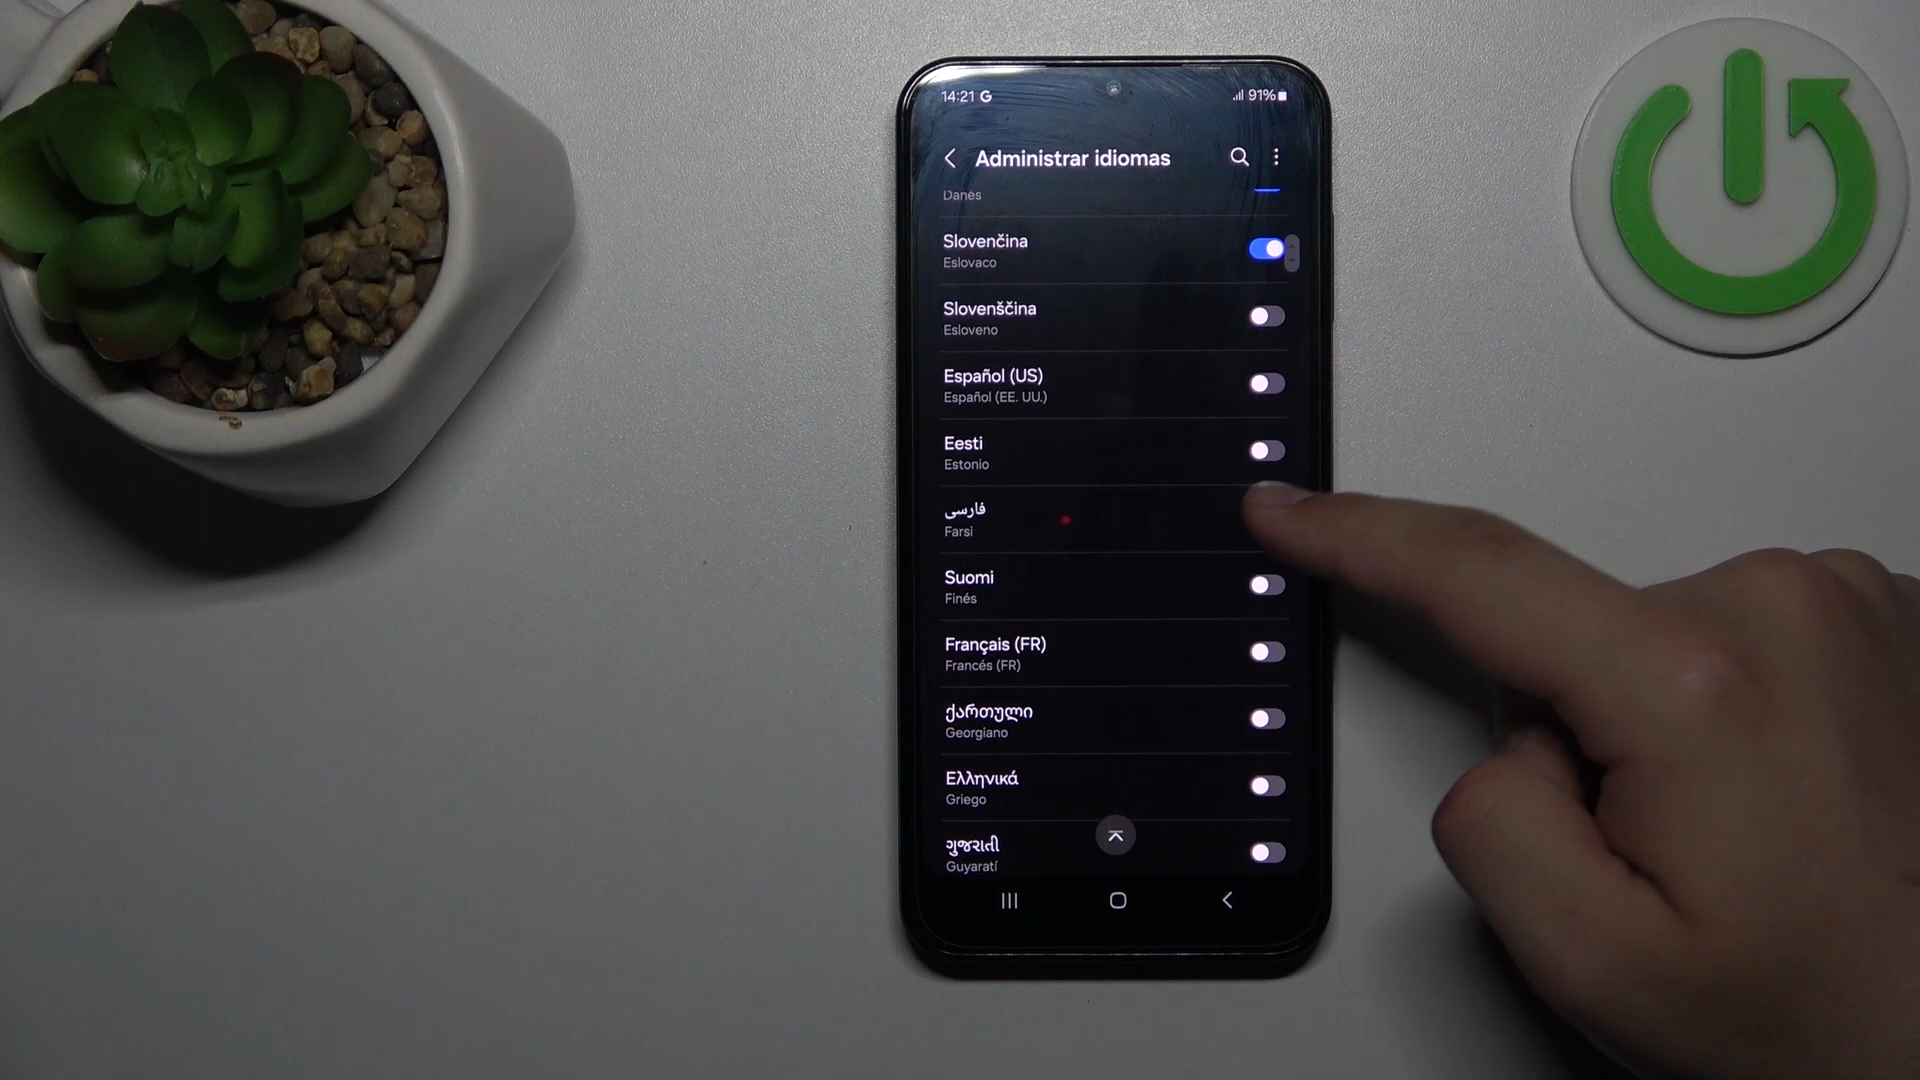 14:21 G
91%
Administrar idiomas
Danés
Slovenčina
Eslovaco
Slovenščina
Esloveno
Español (US)
Español (EE. UU.)
Eesti
Estonio
فارسی
Farsi
Suomi
Finés
Français (FR)
Francés (FR)
ქართული
Georgiano
Ελληνικά
Griego
ગુજરાતી
Guyaratí